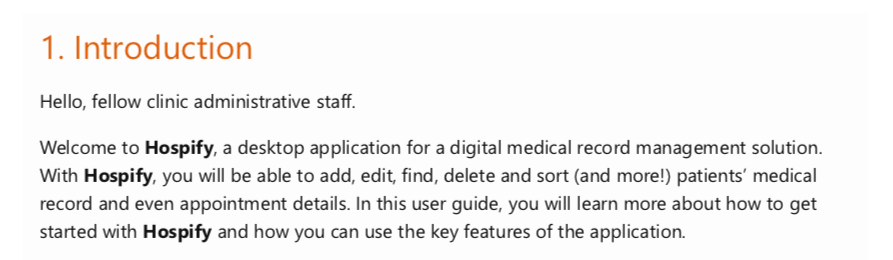 1. Introduction
Hello, fellow clinic administrative staff.
Welcome to Hospify, a desktop application for a digital medical record management solution.
With Hospify, you will be able to add, edit, find, delete and sort (and more!) patients’ medical
record and even appointment details. In this user guide, you will learn more about how to get
started with Hospify and how you can use the key features of the application.